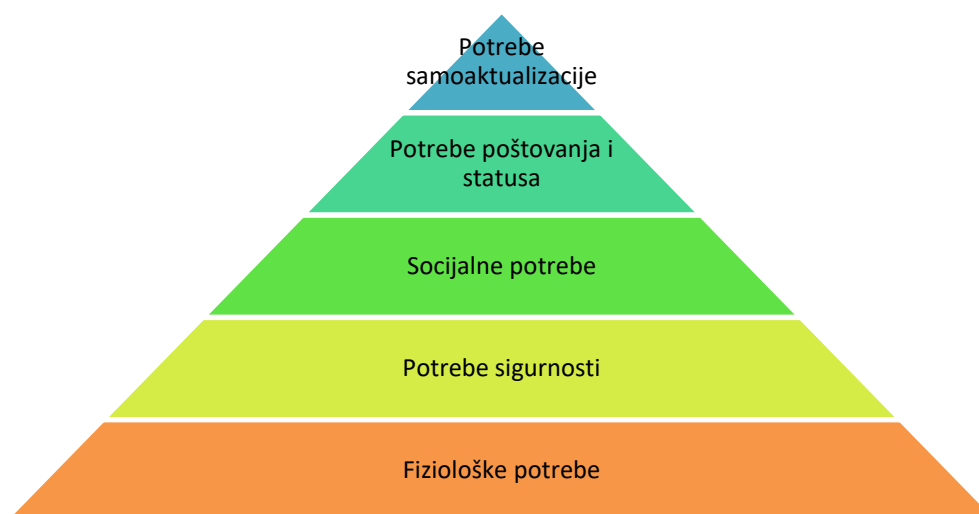 Potrebe
samoaktualizacije
Potrebe poštovanja i
statusa
Socijalne potrebe
Potrebe sigurnosti
Fiziološke potrebe